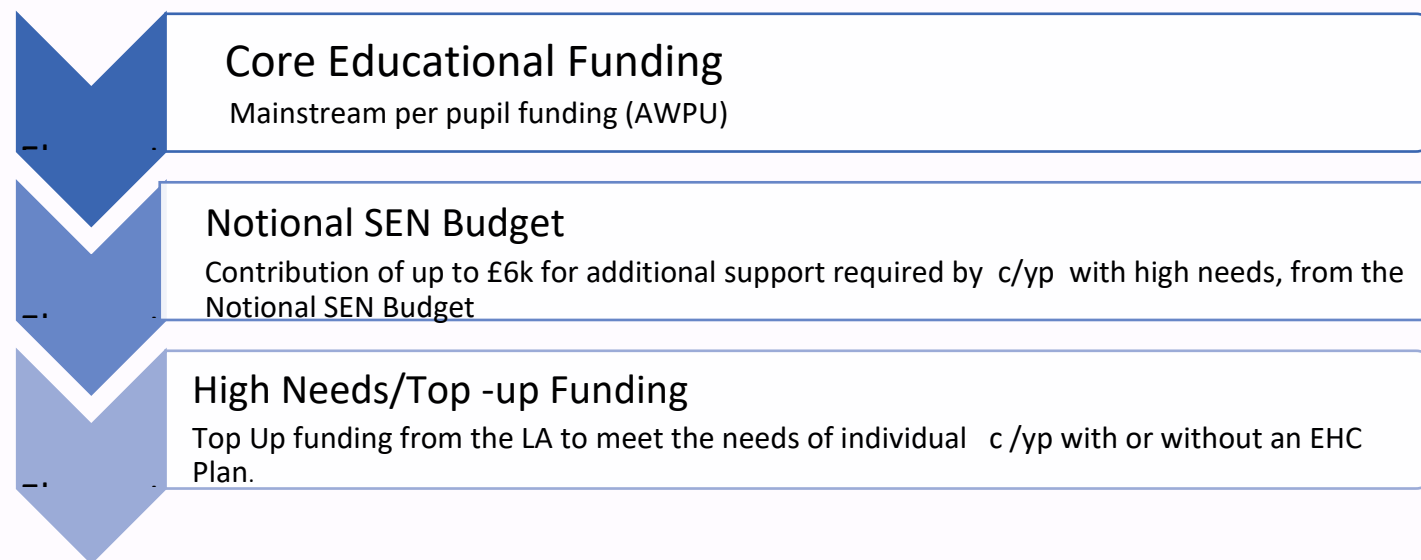 Core Educational Funding
Mainstream per pupil funding (AWPU)
Notional SEN Budget
Contribution of up to £6k for additional support required by c/yp with high needs, from the
Notional SEN Budget
High Needs/Top -up Funding
Top Up funding from the LA to meet the needs of individual c /yp with or without an EHC
Plan.